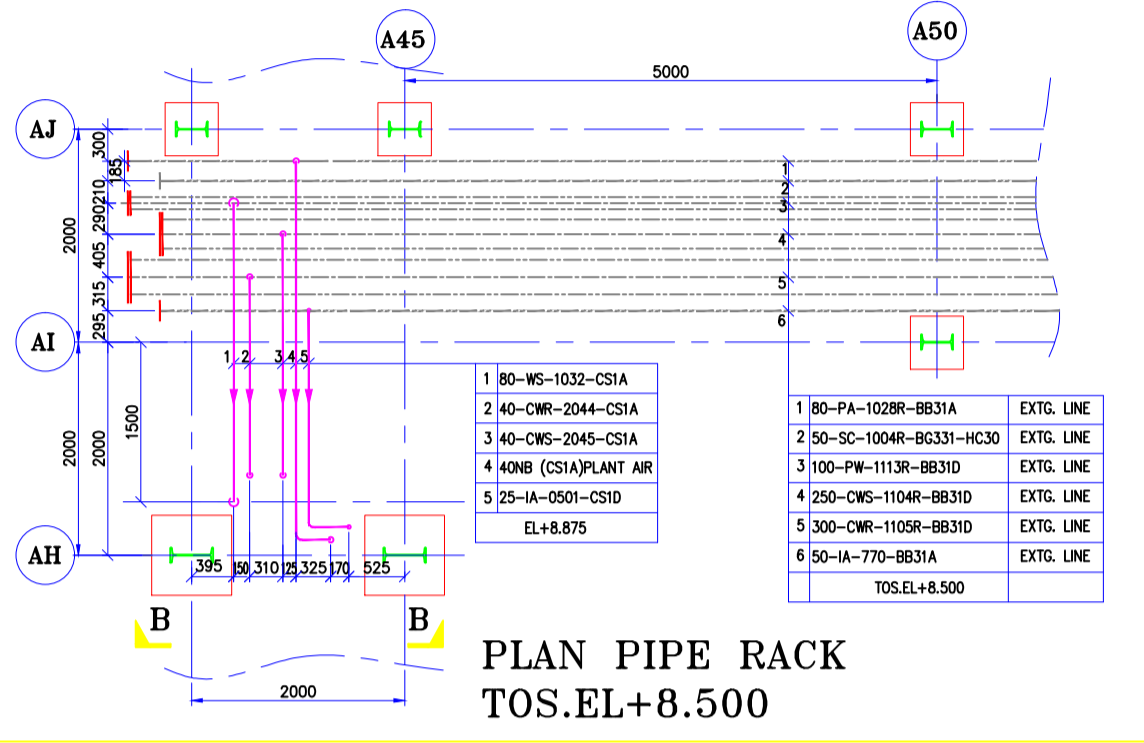 A45
A50
5000
AJ
300
185
210
290
2000
405
315
295
AI
1
2
3
4
5
6
1 2 3 4 5
1 80-WS-1032-CS1A
2 40-CWR-2044-CS1A
3 40-CWS-2045-CS1A
4 40NB (CS1A)PLANT AIR
5 25-IA-0501-CS1D
EL+8.875
1 80-PA-1028R-BB31A EXTG. LINE
2 50-SC-1004R-BG331-HC30 EXTG. LINE
3 100-PW-1113R-BB31D EXTG. LINE
4 250-CWS-1104R-BB31D EXTG. LINE
5 300-CWR-1105R-BB31D EXTG. LINE
6 50-IA-770-BB31A EXTG. LINE
TOS.EL+8.500
2000
2000
1500
AH
395 150 310 125 325 170 525
B
B
PLAN PIPE RACK
TOS.EL+8.500
2000